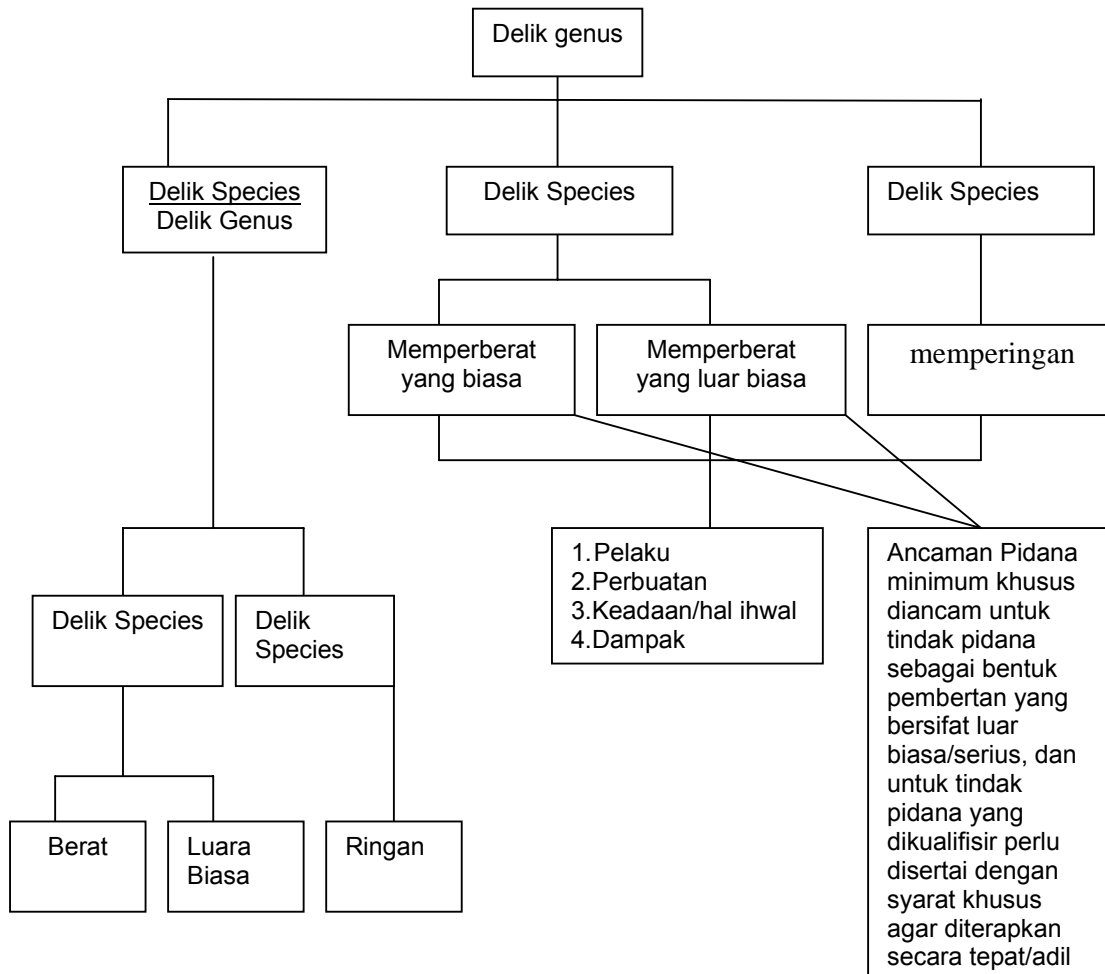 Delik genus
Delik Species
Delik Genus
Delik Species
Delik Species
Memperberat
yang biasa
Memperberat
yang luar biasa
memperingan
1.Pelaku
2.Perbuatan
3.Keadaan/hal ihwal
4.Dampak
Ancaman Pidana
minimum khusus
diancam untuk
tindak pidana
sebagai bentuk
pembertan yang
bersifat luar
biasa/serius, dan
untuk tindak
pidana yang
dikualifisir perlu
disertai dengan
syarat khusus
agar diterapkan
secara tepat/adil
Delik Species
Delik
Species
Berat
Luara
Biasa
Ringan